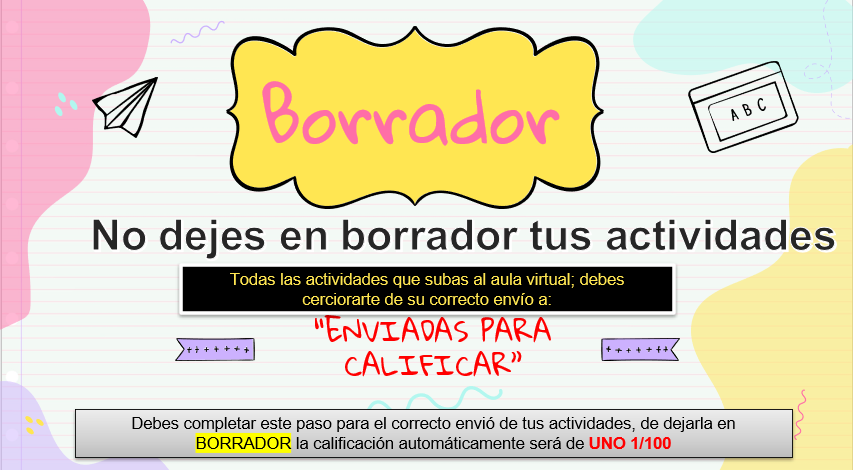 Borrador
A B C
No dejes en borrador tus actividades
Todas las actividades que subas al aula virtual; debes
cerciorarte de su correcto envío a:
"ENVIADAS PARA
CALIFICAR”
Debes completar este paso para el correcto envió de tus actividades, de dejarla en
BORRADOR la calificación automáticamente será de UNO 1/100